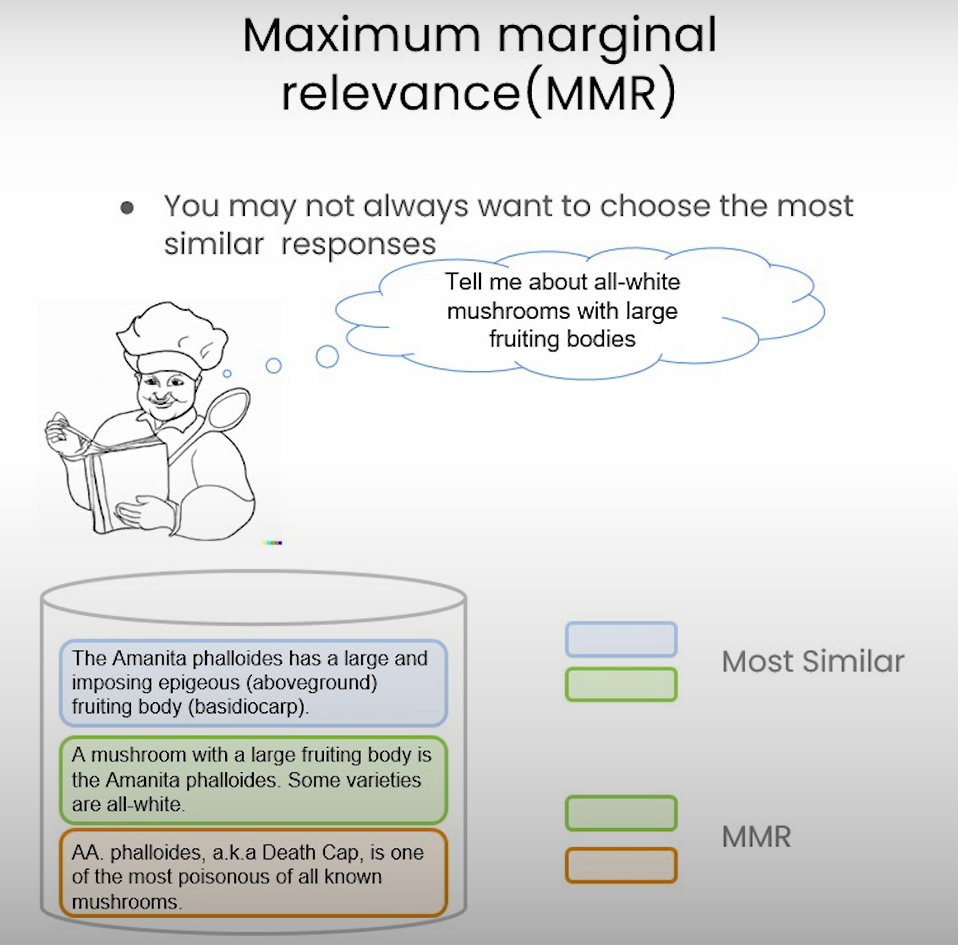 Maximum marginal
relevance(MMR)
● You may not always want to choose the most
similar responses
Tell me about all-white
mushrooms with large
fruiting bodies
The Amanita phalloides has a large and
imposing epigeous (aboveground)
fruiting body (basidiocarp).
A mushroom with a large fruiting body is
the Amanita phalloides. Some varieties
are all-white.
AA. phalloides, a.k.a Death Cap, is one
of the most poisonous of all known
mushrooms.
Most Similar
MMR